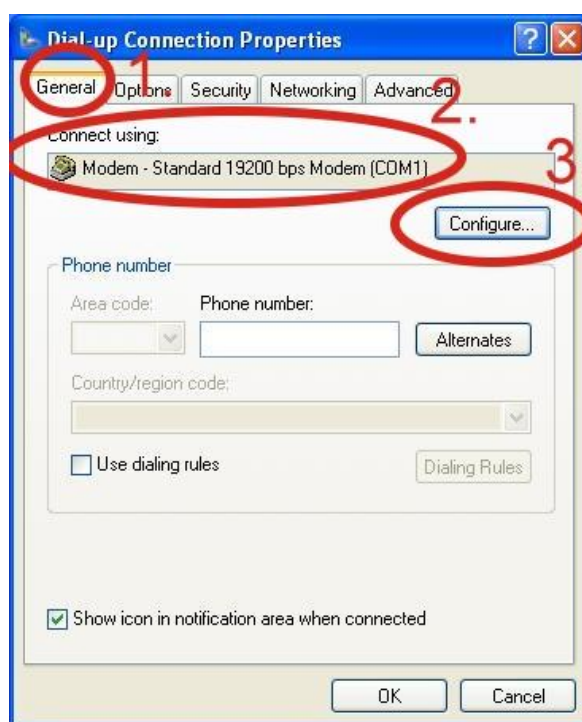 Dial-up Connection Properties
1.
General Options Security Networking Advanced
2.
Connect using:
Modem - Standard 19200 bps Modem (COM1)
3
Configure...
Phone number
Area code: Phone number:
Alternates
Country/region code:
Use dialing rules
Dialing Rules
Show icon in notification area when connected
OK Cancel